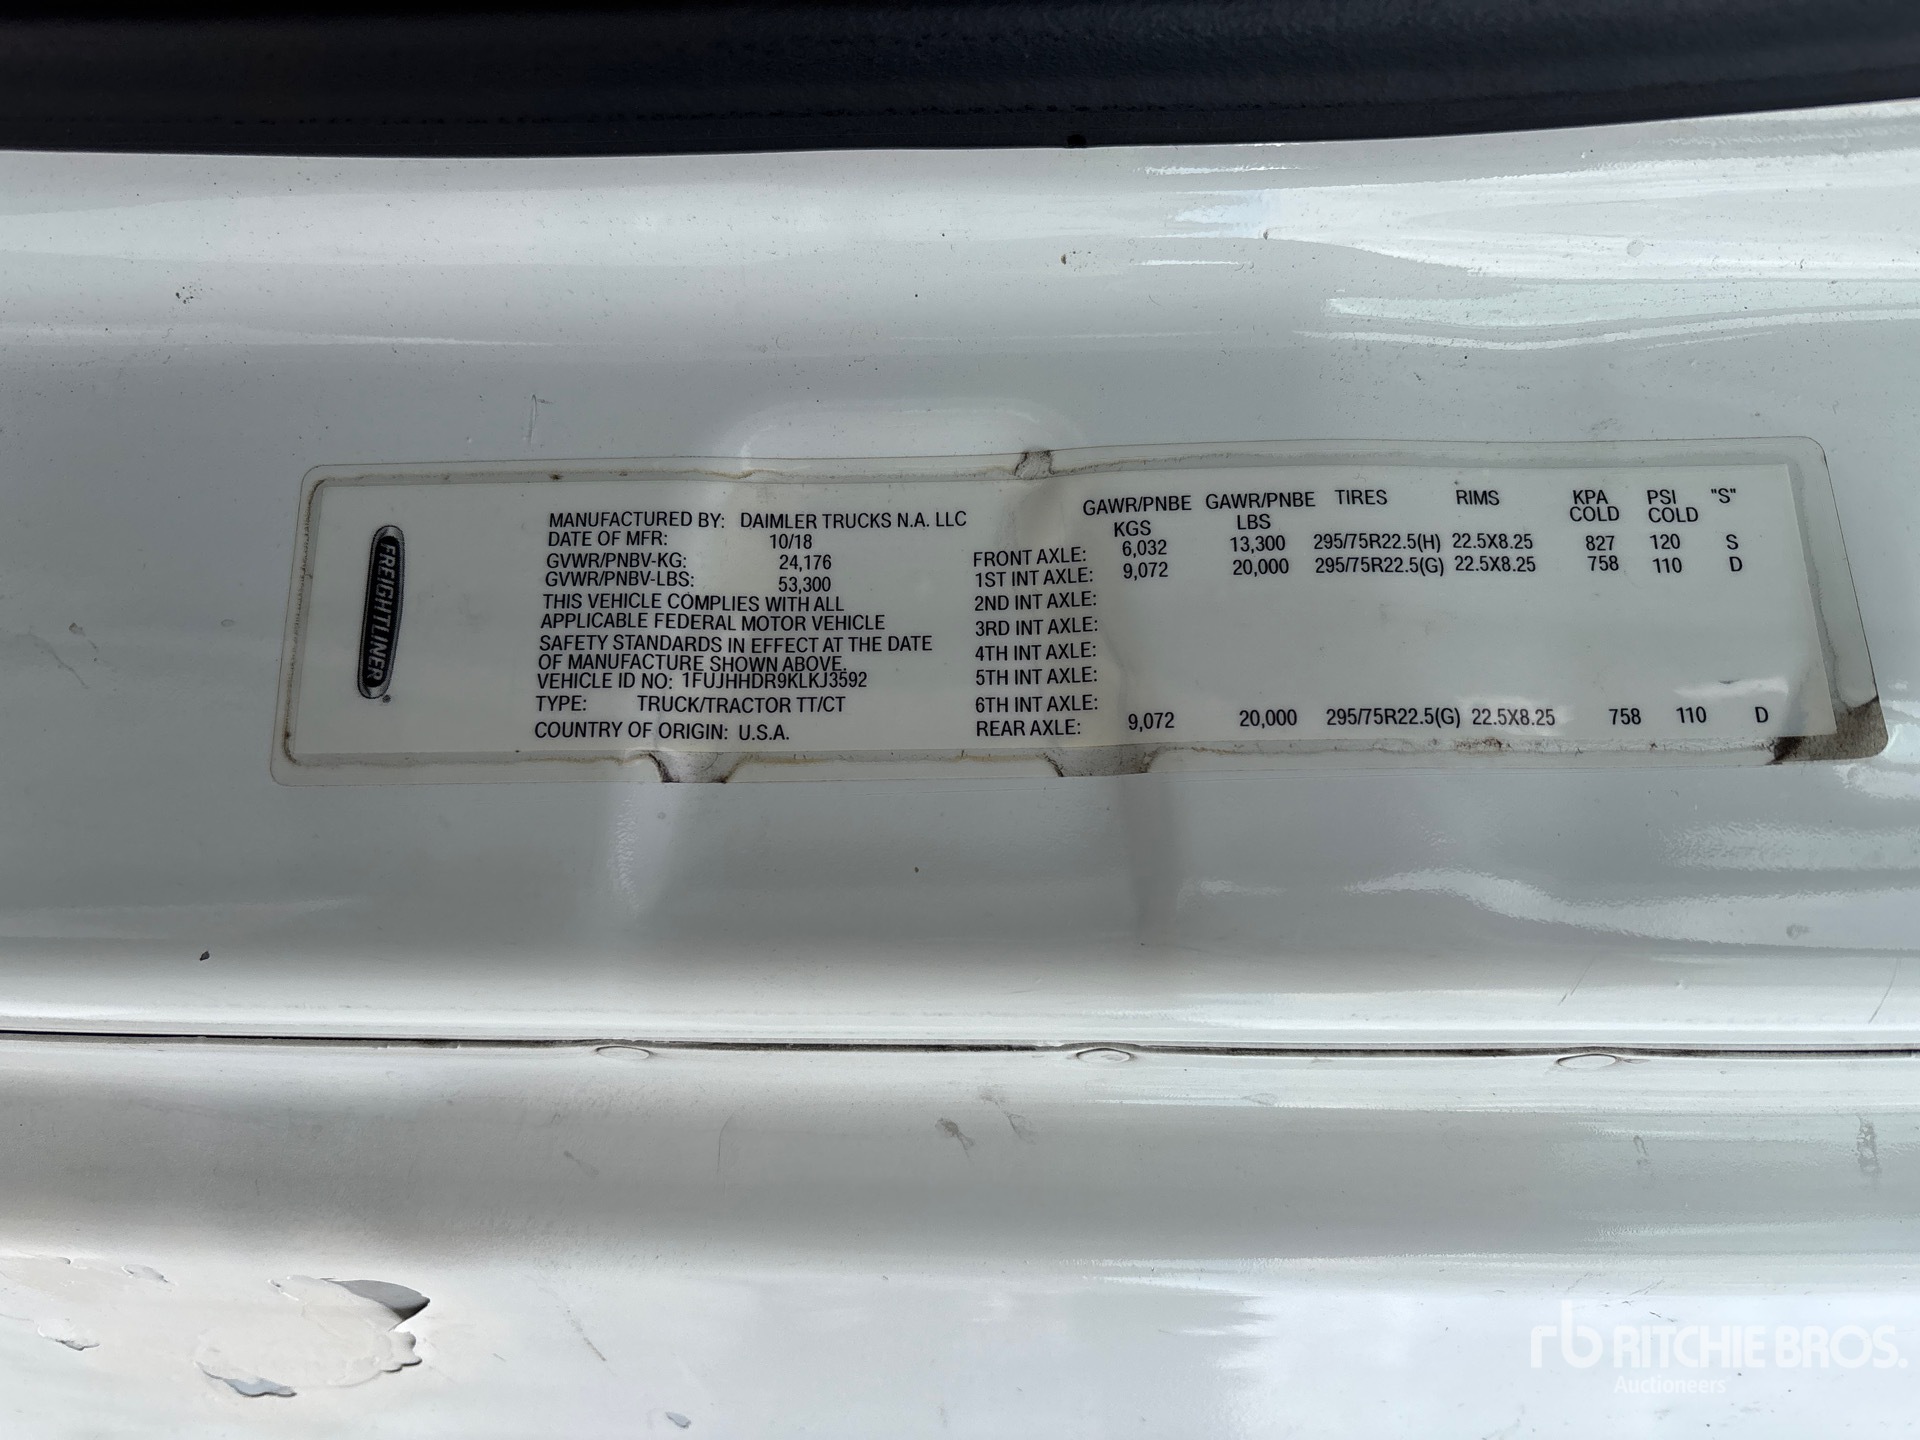 FREIGHTLINER®
MANUFACTURED BY: DAIMLER TRUCKS N.A. LLC
DATE OF MFR: 10/18
GVWR/PNBV-KG: 24,176
GVWR/PNBV-LBS: 53,300
THIS VEHICLE COMPLIES WITH ALL
APPLICABLE FEDERAL MOTOR VEHICLE
SAFETY STANDARDS IN EFFECT AT THE DATE
OF MANUFACTURE SHOWN ABOVE.
VEHICLE ID NO: 1FUJHHDR9KLKJ3592
TYPE: TRUCK/TRACTOR TT/CT
COUNTRY OF ORIGIN: U.S.A.
GAWR/PNBE GAWR/PNBE TIRES RIMS KPA PSI "S"
KGS LBS COLD COLD
FRONT AXLE: 6,032 13,300 295/75R22.5(H) 22.5X8.25 827 120 S
1ST INT AXLE: 9,072 20,000 295/75R22.5(G) 22.5X8.25 758 110 D
2ND INT AXLE:
3RD INT AXLE:
4TH INT AXLE:
5TH INT AXLE:
6TH INT AXLE:
REAR AXLE: 9,072 20,000 295/75R22.5(G) 22.5X8.25 758 110 D
rb RITCHIE BROS.
Auctioneers